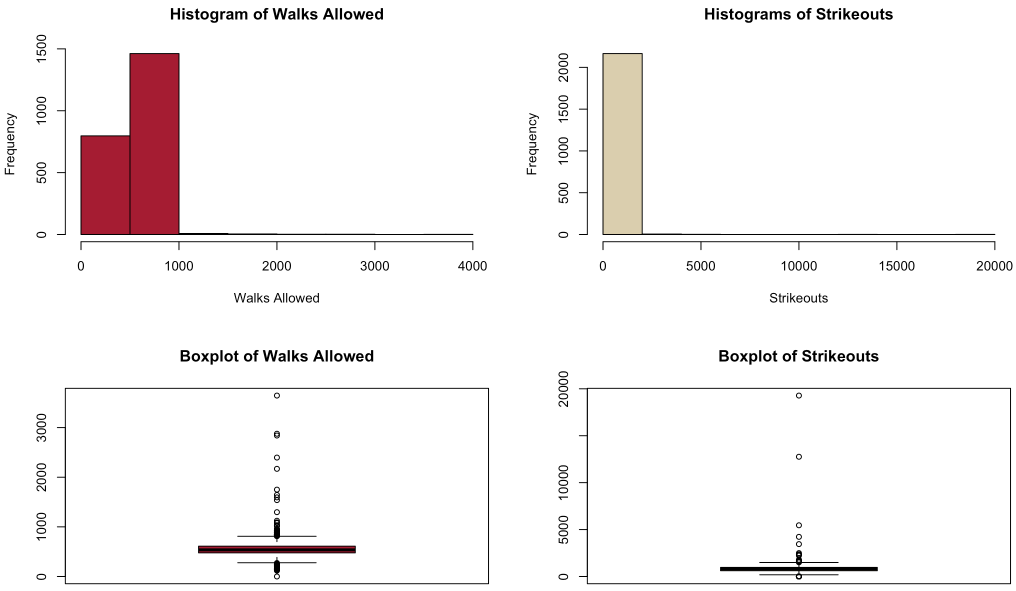 Histogram of Walks Allowed
Frequency
0
500
1000
1500
0 1000 2000 3000 4000
Walks Allowed
Histograms of Strikeouts
Frequency
0
500
1000
1500
2000
0 5000 10000 15000 20000
Strikeouts
Boxplot of Walks Allowed
0
1000
2000
3000
Boxplot of Strikeouts
0
5000
10000
20000